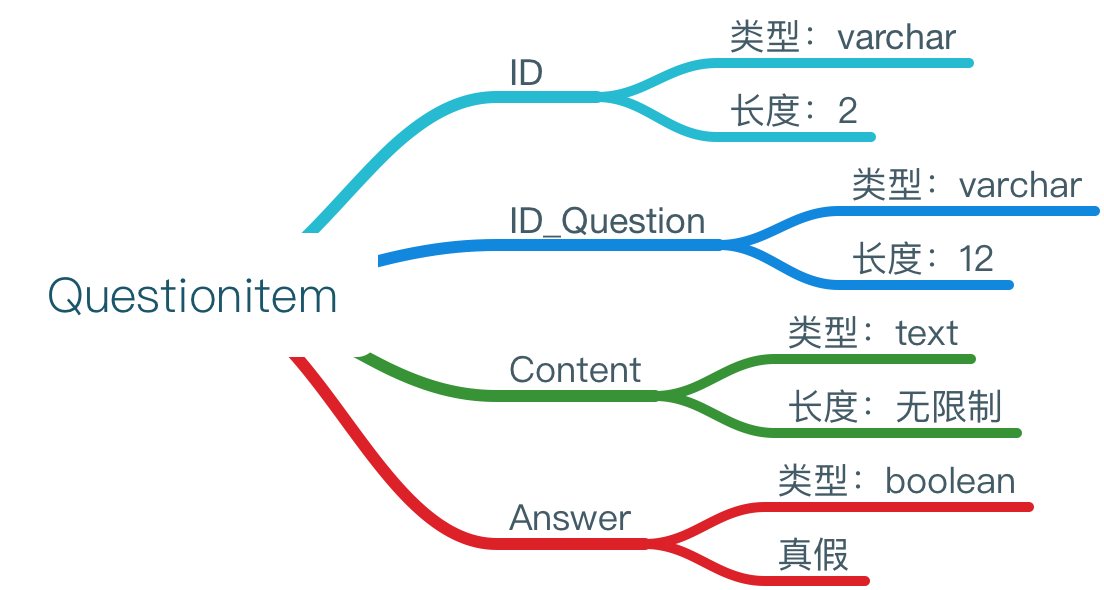 Questionitem
ID
类型：varchar
长度：2
ID_Question
类型：varchar
长度：12
Content
类型：text
长度：无限制
Answer
类型：boolean
真假